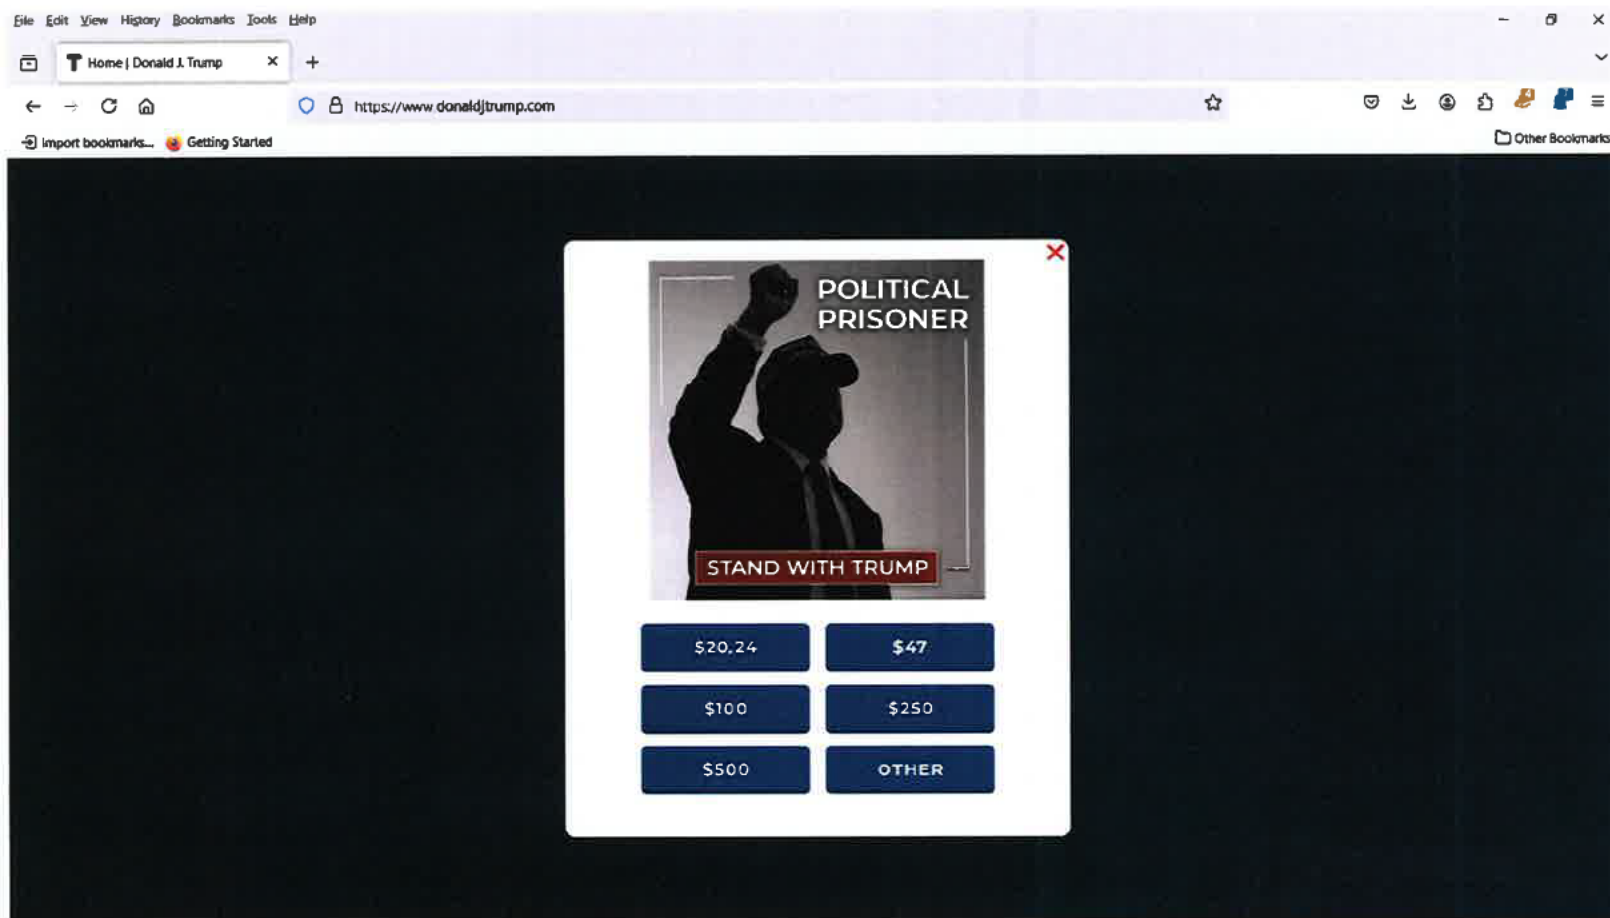 File Edit View History Bookmarks Tools Help
Home | Donald J. Trump
https://www.donaldjtrump.com
Import bookmarks... Getting Started
Other Bookmarks
POLITICAL
PRISONER
STAND WITH TRUMP
$20.24 $47
$100 $250
$500 OTHER